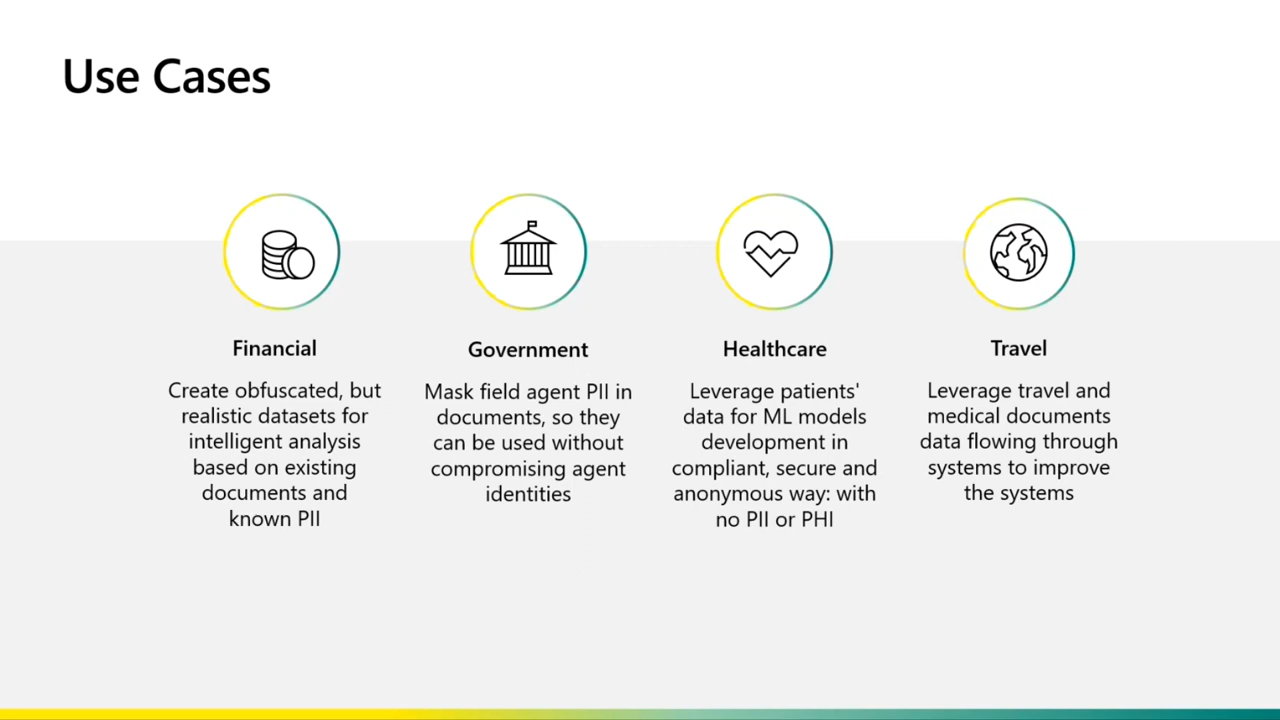 Use Cases
Financial
Create obfuscated, but
realistic datasets for
intelligent analysis
based on existing
documents and
known PII
Government
Mask field agent PII in
documents, so they
can be used without
compromising agent
identities
Healthcare
Leverage patients'
data for ML models
development in
compliant, secure and
anonymous way: with
no PII or PHI
Travel
Leverage travel and
medical documents
data flowing through
systems to improve
the systems